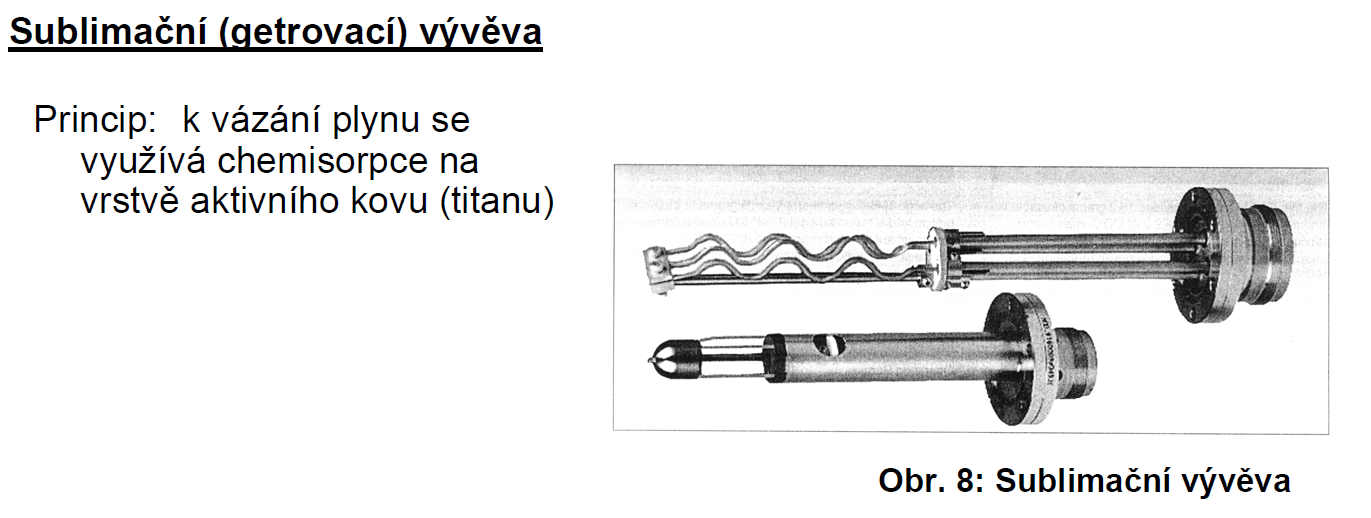 Sublimační (getrovací) vývěva
Princip: k vázání plynu se
využívá chemisorpce na
vrstvě aktivního kovu (titanu)
Obr. 8: Sublimační vývěva